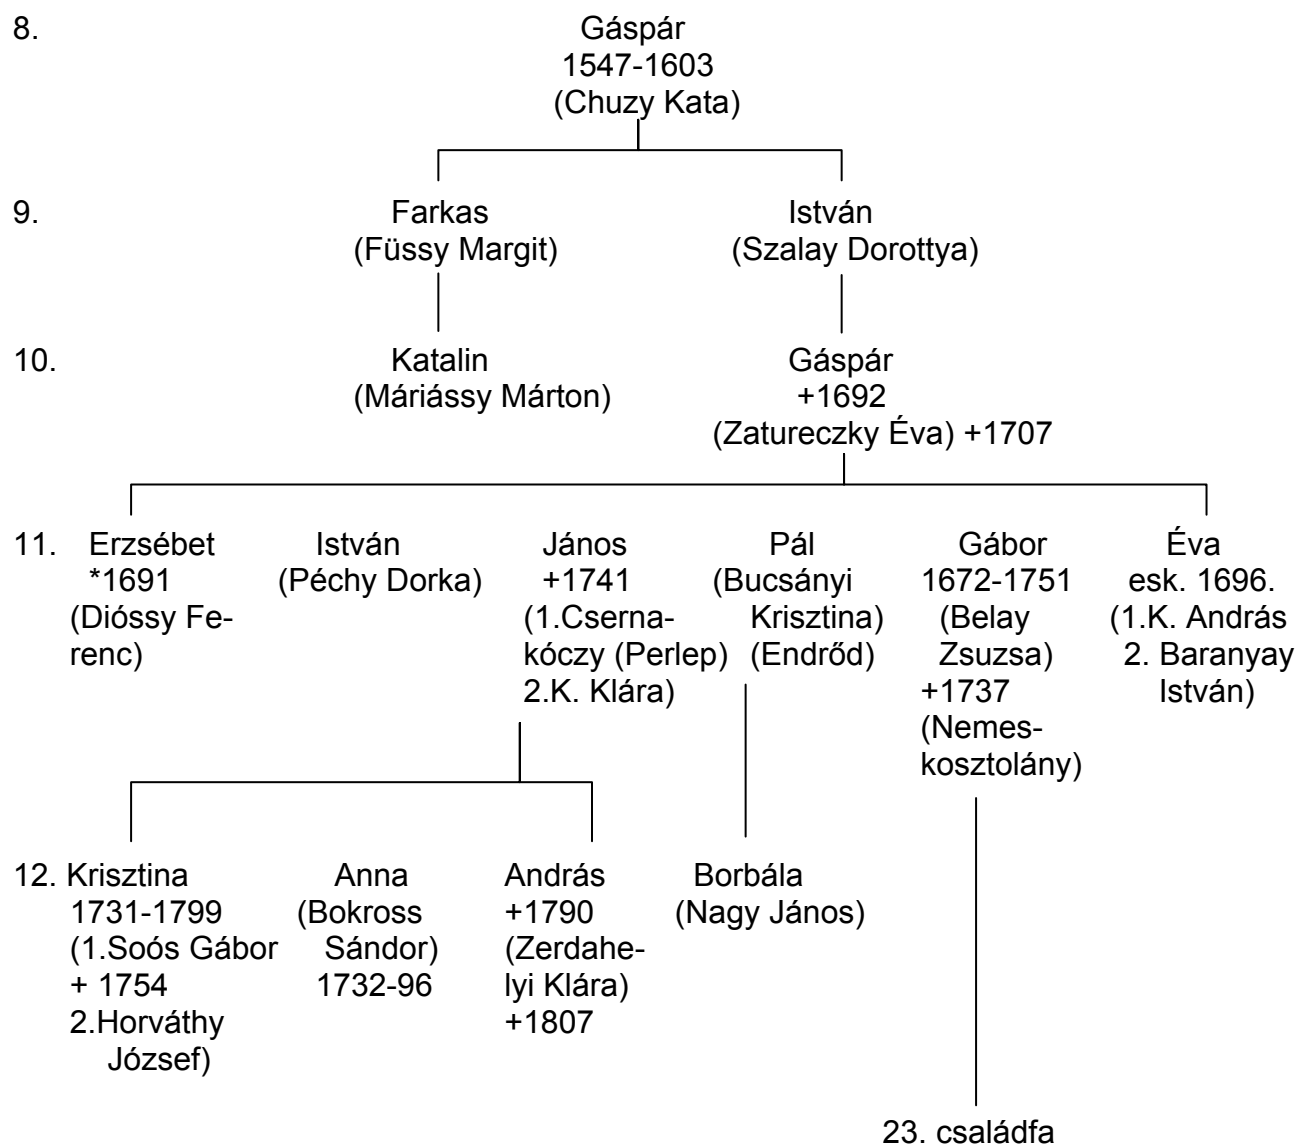 8. Gáspár
1547-1603
(Chuzy Kata)
9. Farkas István
(Füssy Margit) (Szalay Dorottya)
10. Katalin Gáspár
(Máriássy Márton) +1692
(Zatureczky Éva) +1707
11. Erzsébet István János Pál Gábor Éva
*1691 (Péchy Dorka) +1741 (Bucsányi 1672-1751 esk. 1696.
(Dióssy Fe- (1.Cserna- Krisztina) (Belay (1.K. András
renc) kóczy (Perlep) (Endrőd) Zsuzsa) 2. Baranyay
2.K. Klára) +1737 István)
(Nemes-
kosztolány)
12. Krisztina Anna András Borbála
1731-1799 (Bokross +1790 (Nagy János)
(1.Soós Gábor Sándor) (Zerdahe-
+ 1754 1732-96 lyi Klára)
2.Horváthy +1807
József)
23. családfa